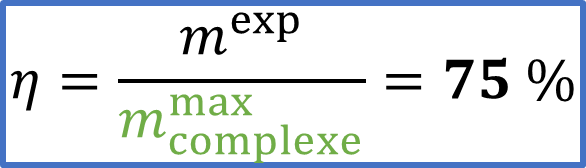 η = m^exp / m^max_complexe = 75 %